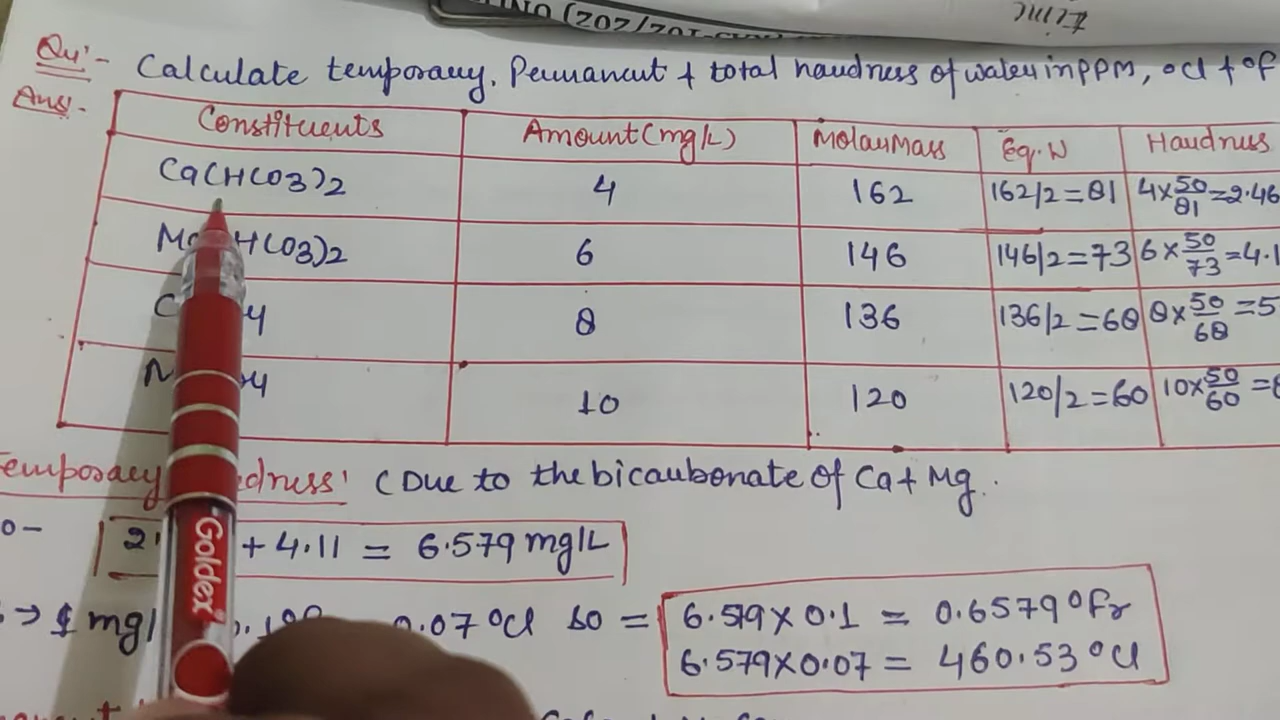 Qu:- Calculate temporary, Permanent + total hardness of water in PPM, °Cl + °F
Ans.
Constituents Amount (mg/L) Molar Mass Eq. W Hardness
Ca(HCO3)2 4 162 162/2=81 4×50/81=2.46
HCO3)2 6 146 146/2=73 6×50/73=4.1
4 8 136 136/2=68 8×50/68=5
4 10 120 120/2=60 10×50/60=
Temporary (Due to the bicarbonate of Ca+Mg.
+ 4.11 = 6.579 mg/L
mg/ 0.07°Cl so = 6.579×0.1 = 0.6579°Fr
6.579×0.07 = 460.53°Cl
Goldex